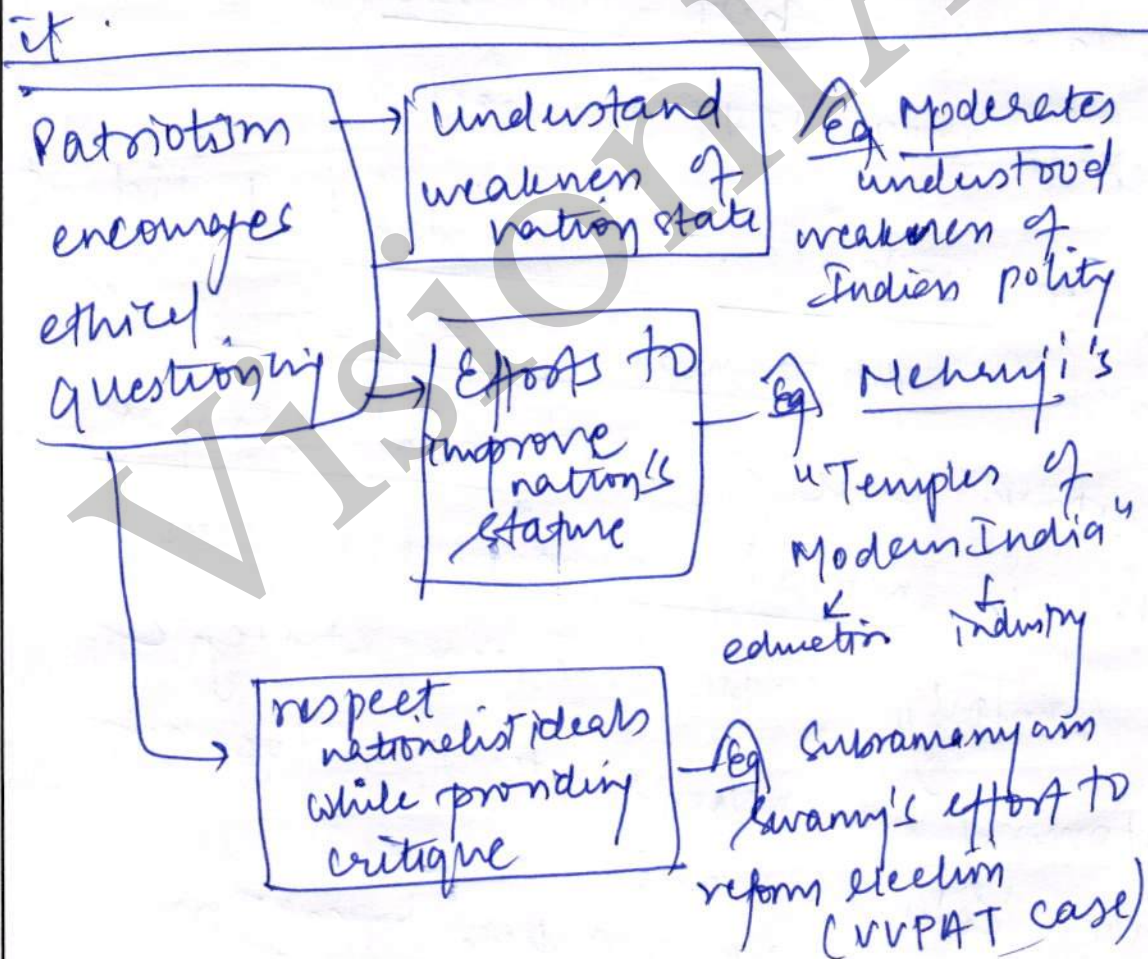 it.
Patriotism
encourages
ethical
questioning
Understand
weakness of
nation state
Eg Moderates
understood
weakness of
Indian polity
Efforts to
improve
nation's
stature
Eg Nehruji's
"Temples of
Modern India"
education industry
respect
nationalist ideals
while providing
critique
Eg Subramanyam
Swamy's effort to
reform election
(VVPAT case)
Vision